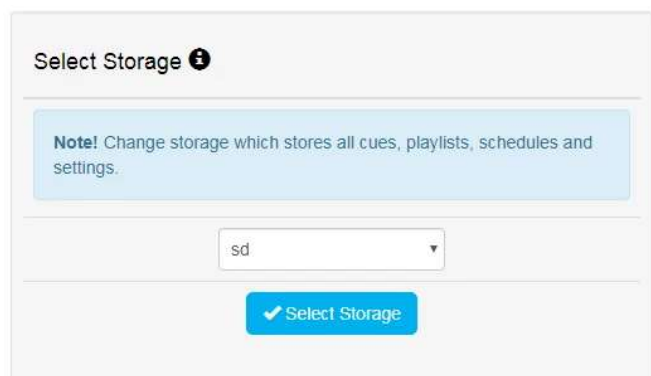 Select Storage
Note! Change storage which stores all cues, playlists, schedules and
settings.
sd
Select Storage